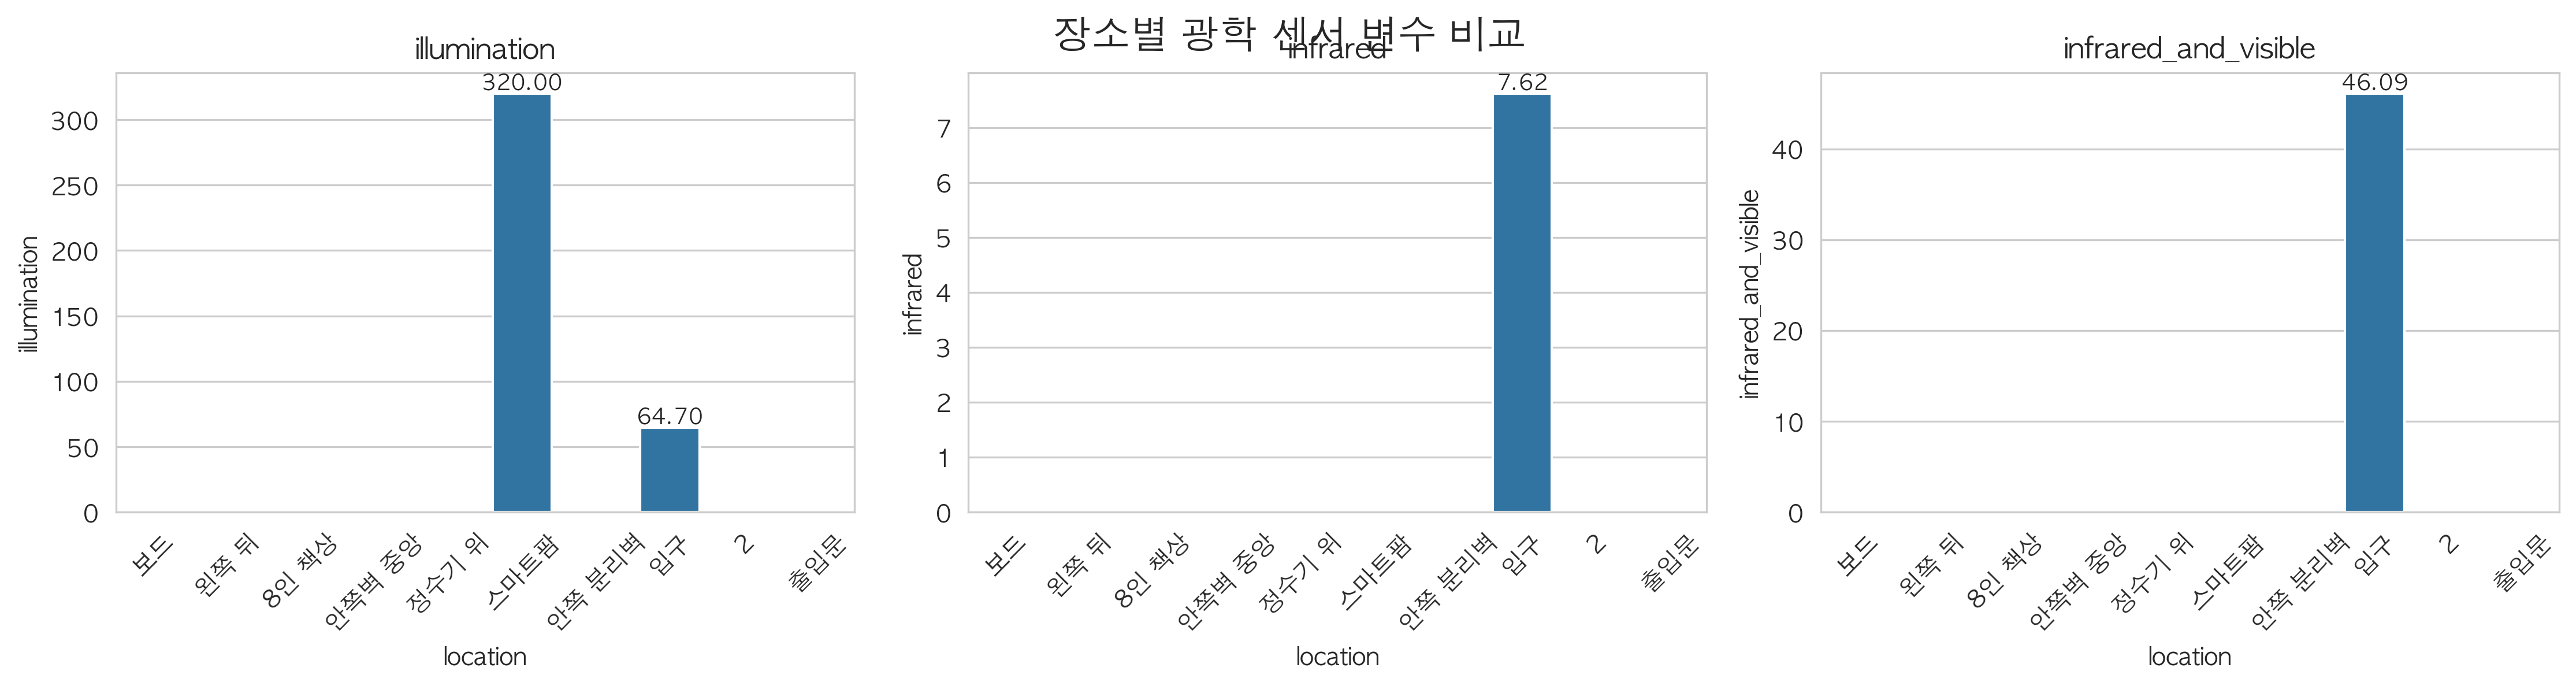 장소별 광학 센서 변수 비교
illumination
320.00
64.70
300
250
200
150
100
50
0
illumination
보드
왼쪽 뒤
8인 책상
안쪽벽 중앙
정수기 위
스마트팜
안쪽 분리벽
입구
2
출입문
location
infrared
7.62
7
6
5
4
3
2
1
0
infrared
보드
왼쪽 뒤
8인 책상
안쪽벽 중앙
정수기 위
스마트팜
안쪽 분리벽
입구
2
출입문
location
infrared_and_visible
46.09
40
30
20
10
0
infrared_and_visible
보드
왼쪽 뒤
8인 책상
안쪽벽 중앙
정수기 위
스마트팜
안쪽 분리벽
입구
2
출입문
location